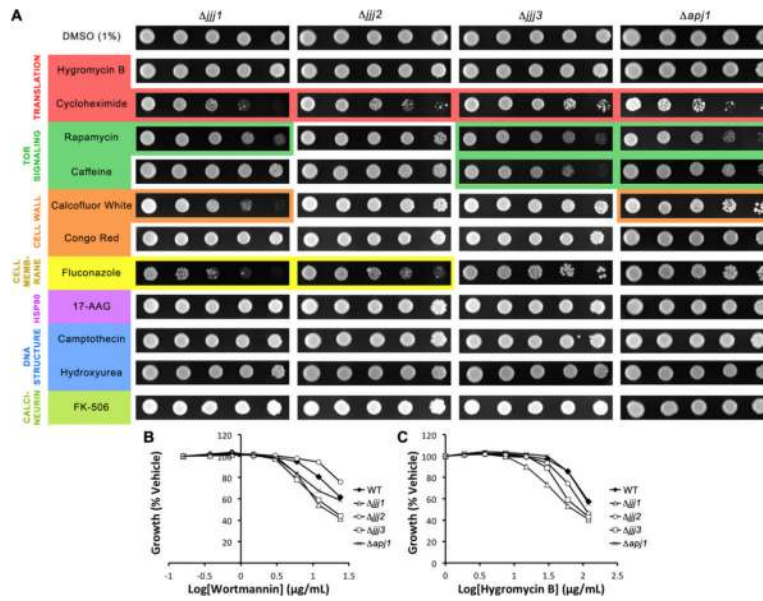 A
Δjjj1 Δjjj2 Δjjj3 Δapj1
DMSO (1%)
TRANSLATION
Hygromycin B
Cycloheximide
TOR SIGNALING
Rapamycin
Caffeine
CELL WALL
Calcofluor White
Congo Red
CELL MEMB-RANE
Fluconazole
HSP90
17-AAG
DNA STRUCTURE
Camptothecin
Hydroxyurea
CALCI-NEURIN
FK-506
B
Growth (% Vehicle)
120
100
80
60
40
20
0
-1 -0.5 0 0.5 1 1.5
Log[Wortmannin] (µg/mL)
WT
Δjjj1
Δjjj2
Δjjj3
Δapj1
C
Growth (% Vehicle)
120
100
80
60
40
20
0
0 0.5 1 1.5 2 2.5
Log[Hygromycin B] (µg/mL)
WT
Δjjj1
Δjjj2
Δjjj3
Δapj1